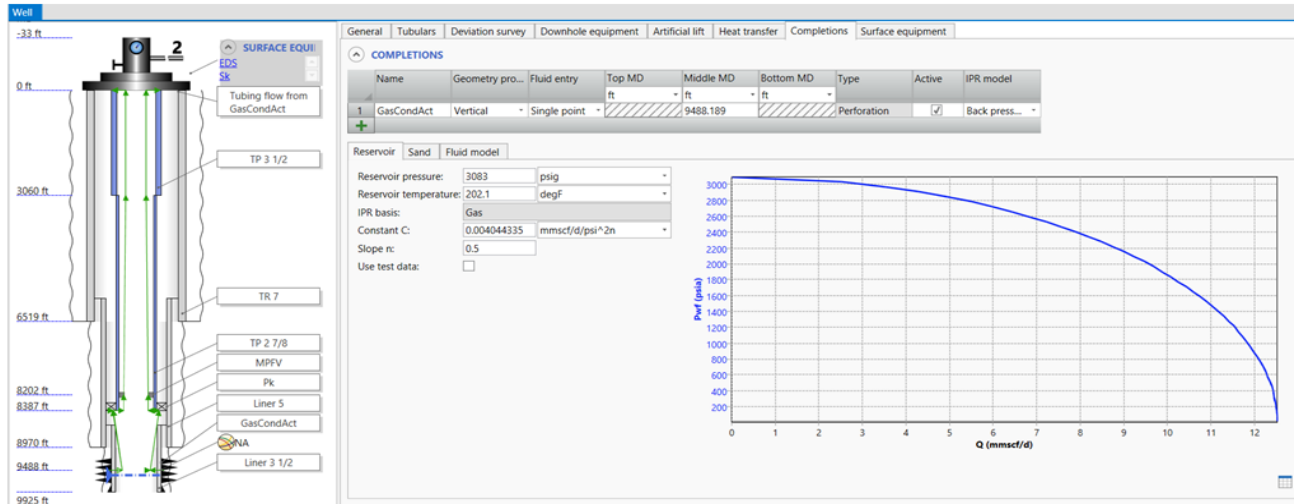 Well
-33 ft
2
SURFACE EQUI
EDS
Sk
0 ft
Tubing flow from
GasCondAct
TP 3 1/2
3060 ft
TR 7
6519 ft
TP 2 7/8
MPFV
8202 ft
Pk
8387 ft
Liner 5
GasCondAct
8970 ft
NA
9488 ft
Liner 3 1/2
9925 ft
General Tubulars Deviation survey Downhole equipment Artificial lift Heat transfer Completions Surface equipment
COMPLETIONS
Name Geometry pro... Fluid entry Top MD Middle MD Bottom MD Type Active IPR model
ft ft ft
1 GasCondAct Vertical Single point 9488.189 Perforation Back press...
Reservoir Sand Fluid model
Reservoir pressure: 3083 psig
Reservoir temperature: 202.1 degF
IPR basis: Gas
Constant C: 0.004044335 mmscf/d/psi^2n
Slope n: 0.5
Use test data:
Pwf (psia)
3000
2800
2600
2400
2200
2000
1800
1600
1400
1200
1000
800
600
400
200
0 1 2 3 4 5 6 7 8 9 10 11 12
Q (mmscf/d)